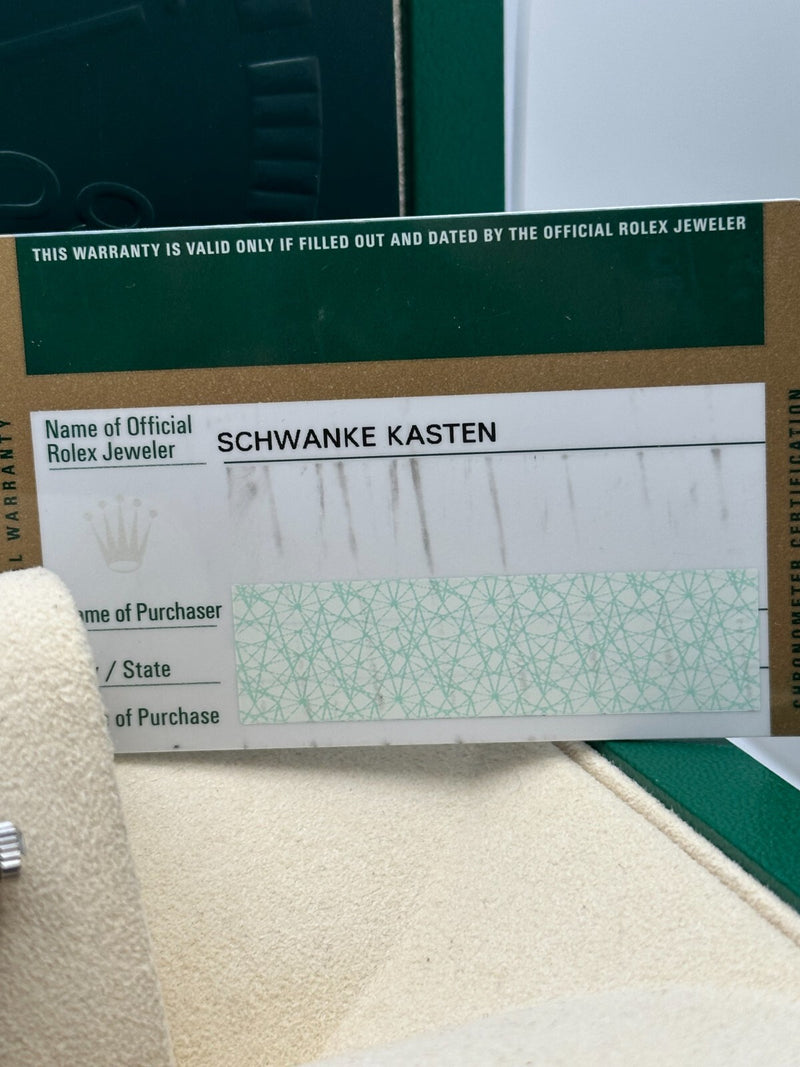 THIS WARRANTY IS VALID ONLY IF FILLED OUT AND DATED BY THE OFFICIAL ROLEX JEWELER
Name of Official
Rolex Jeweler
SCHWANKE KASTEN
WARRANTY
CHRONOMETER CERTIFICATION
of Purchaser
/ State
of Purchase